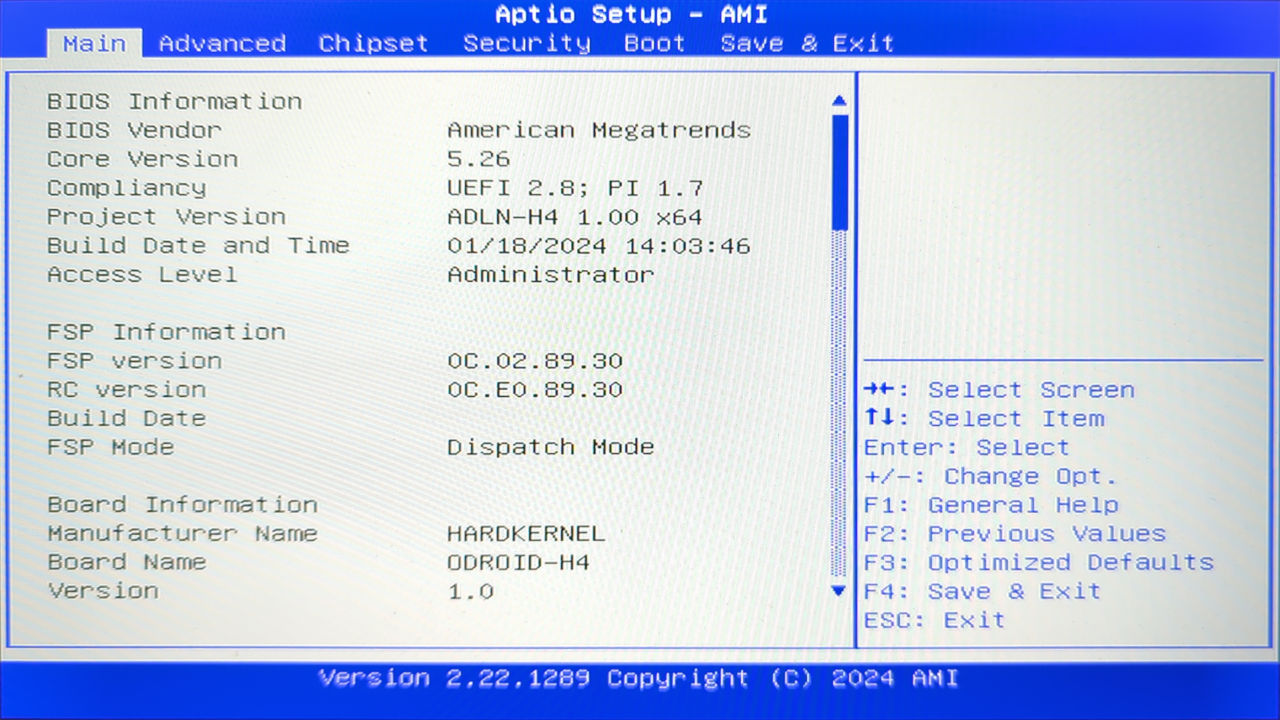 Aptio Setup - AMI
Main Advanced Chipset Security Boot Save & Exit
BIOS Information
BIOS Vendor American Megatrends
Core Version 5.26
Compliancy UEFI 2.8; PI 1.7
Project Version ADLN-H4 1.00 x64
Build Date and Time 01/18/2024 14:03:46
Access Level Administrator
FSP Information
FSP version 0C.02.89.30
RC version 0C.E0.89.30
Build Date
FSP Mode Dispatch Mode
Board Information
Manufacturer Name HARDKERNEL
Board Name ODROID-H4
Version 1.0
→←: Select Screen
↑↓: Select Item
Enter: Select
+/-: Change Opt.
F1: General Help
F2: Previous Values
F3: Optimized Defaults
F4: Save & Exit
ESC: Exit
Version 2.22.1289 Copyright (C) 2024 AMI